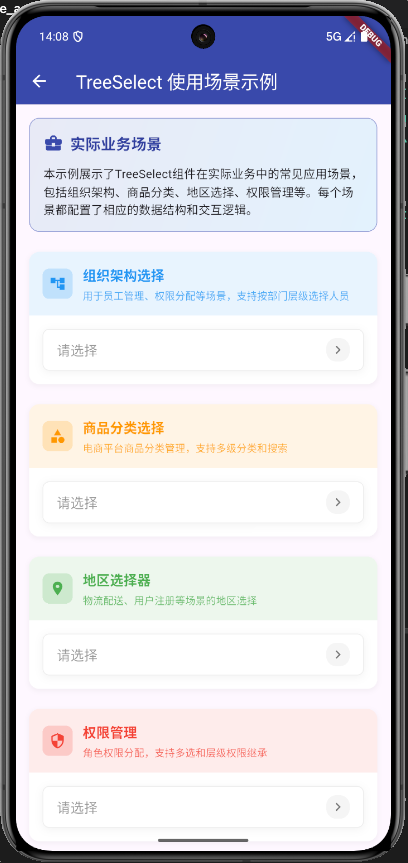 14:08
5G
DEBUG
TreeSelect 使用场景示例
实际业务场景
本示例展示了TreeSelect组件在实际业务中的常见应用场景，
包括组织架构、商品分类、地区选择、权限管理等。每个场
景都配置了相应的数据结构和交互逻辑。
组织架构选择
用于员工管理、权限分配等场景，支持按部门层级选择人员
请选择
商品分类选择
电商平台商品分类管理，支持多级分类和搜索
请选择
地区选择器
物流配送、用户注册等场景的地区选择
请选择
权限管理
角色权限分配，支持多选和层级权限继承
请选择